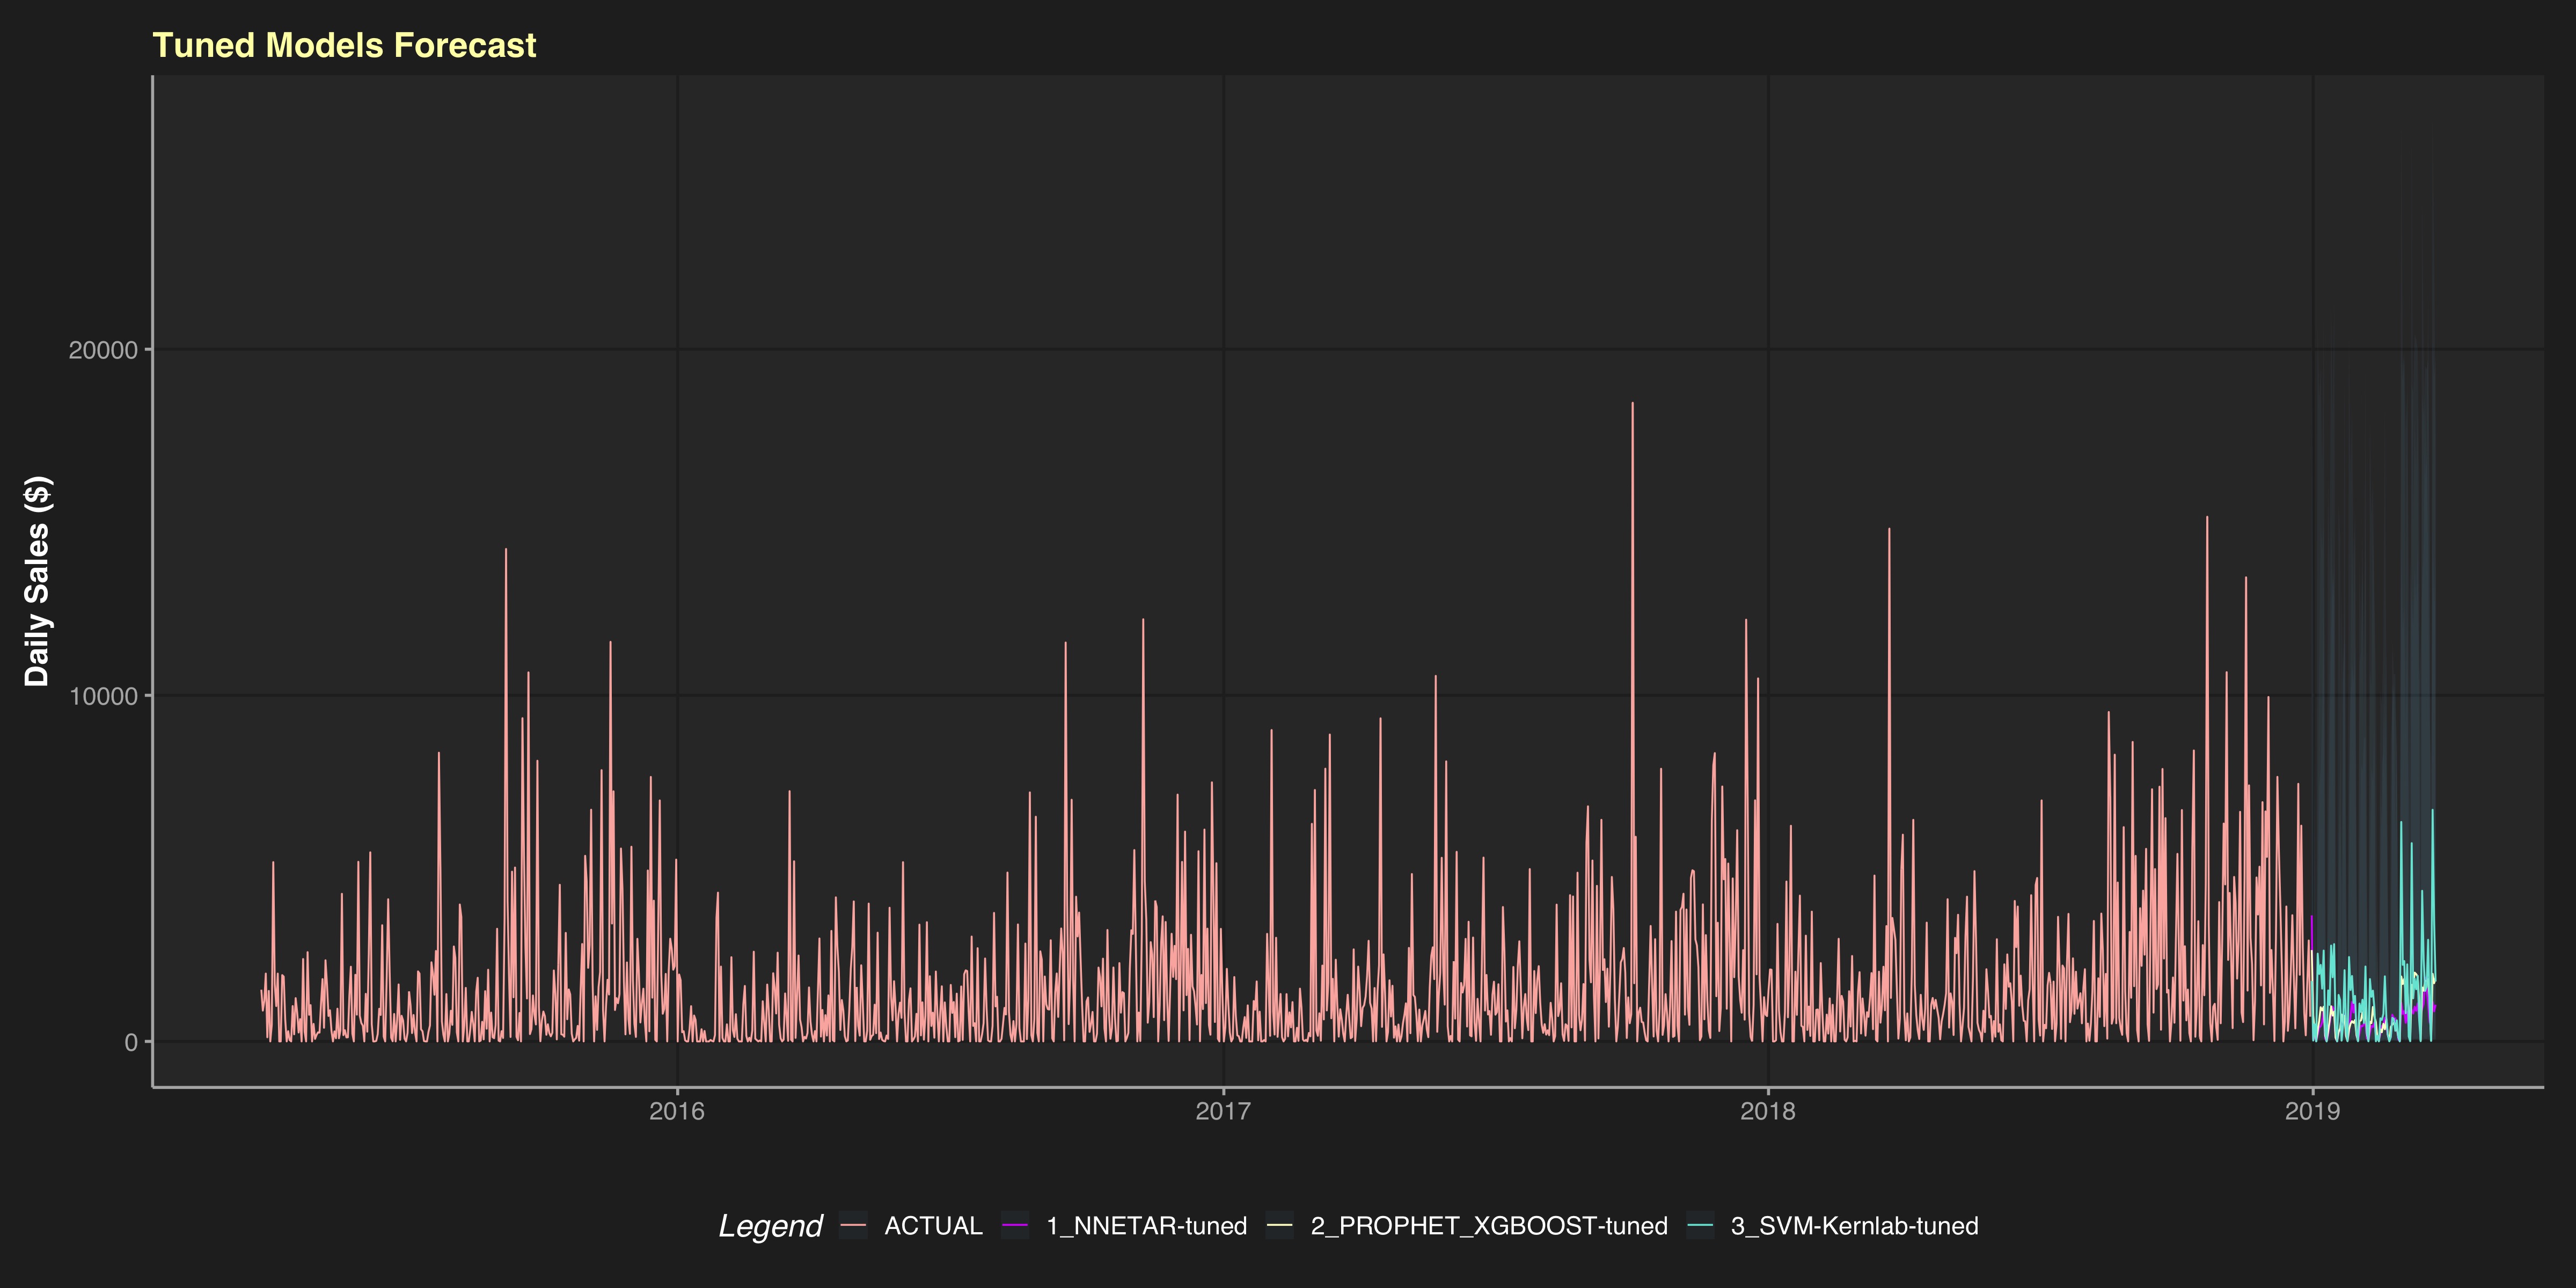 Tuned Models Forecast
Daily Sales ($)
20000
10000
0
2016 2017 2018 2019
Legend ACTUAL 1_NNETAR-tuned 2_PROPHET_XGBOOST-tuned 3_SVM-Kernlab-tuned